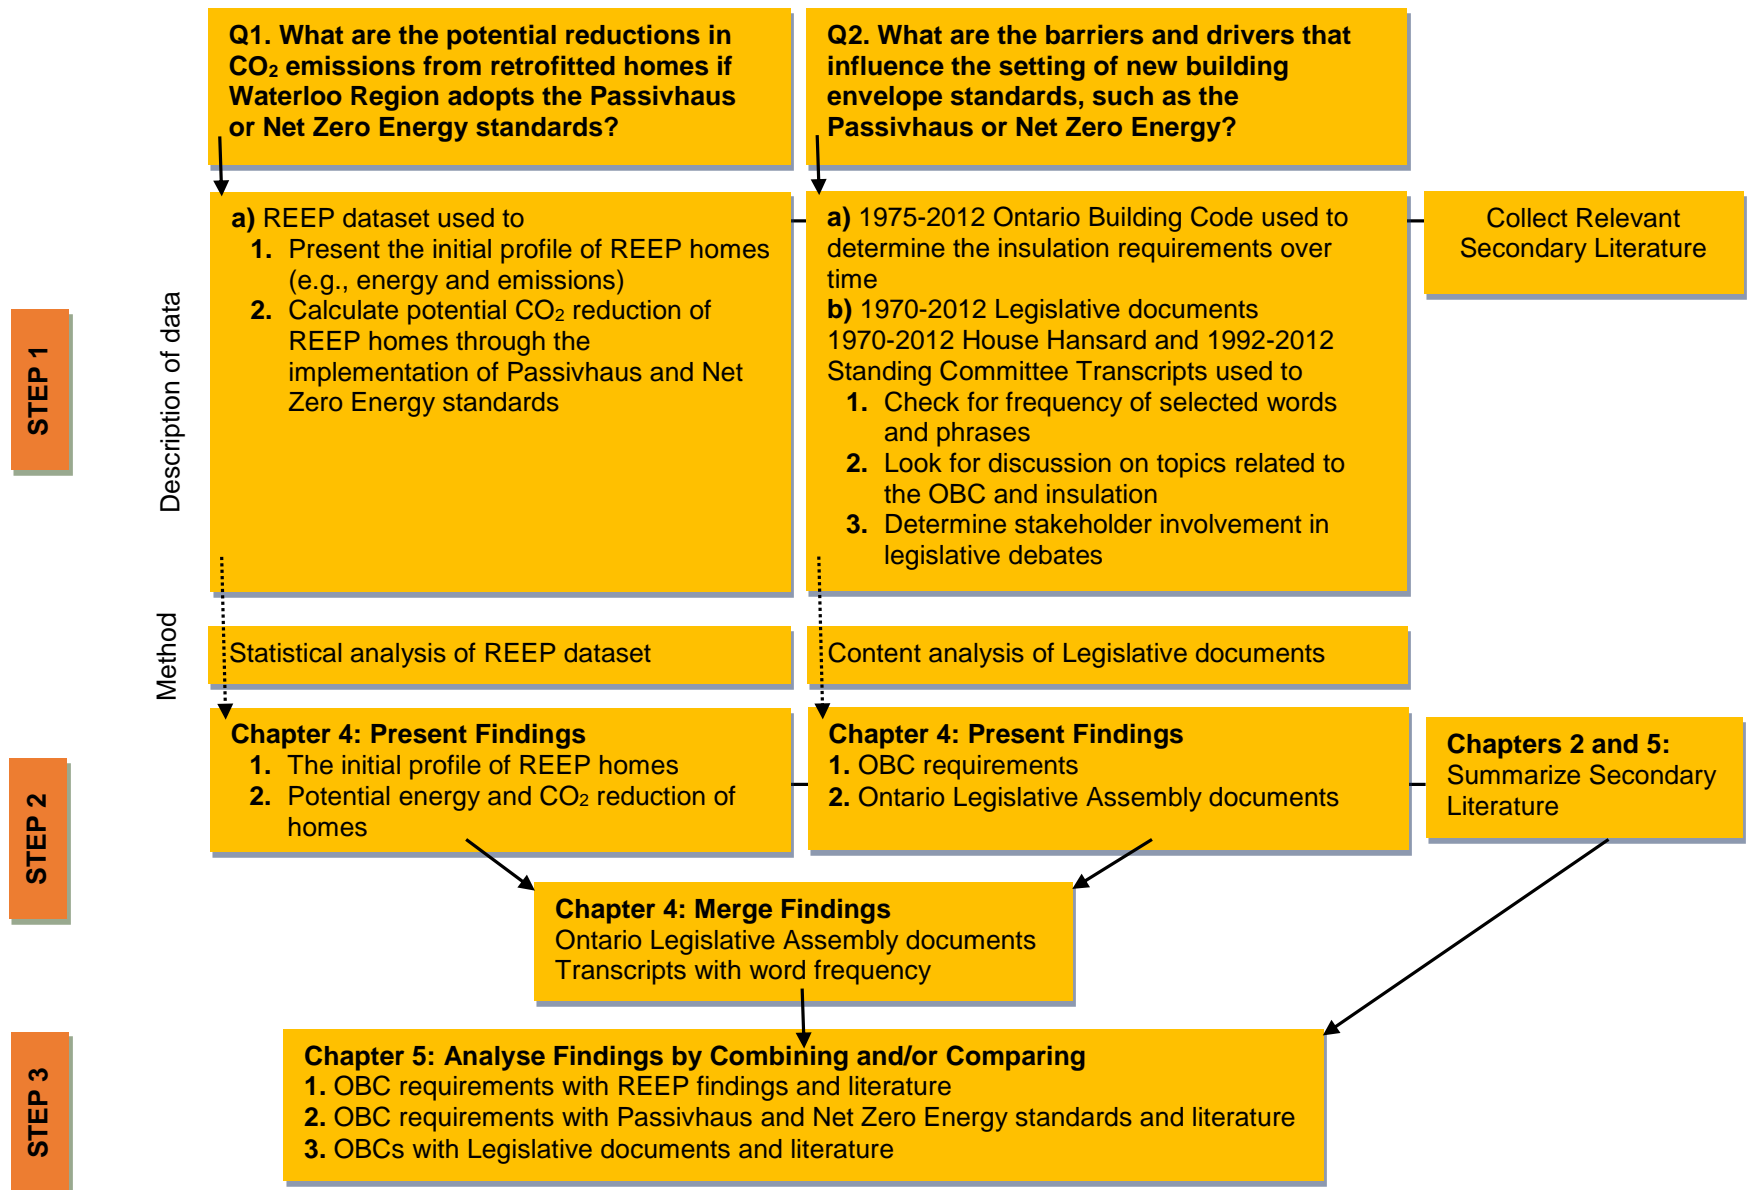 Q1. What are the potential reductions in
CO₂ emissions from retrofitted homes if
Waterloo Region adopts the Passivhaus
or Net Zero Energy standards?
Q2. What are the barriers and drivers that
influence the setting of new building
envelope standards, such as the
Passivhaus or Net Zero Energy?
STEP 1
Description of data
a) REEP dataset used to
1. Present the initial profile of REEP homes
(e.g., energy and emissions)
2. Calculate potential CO₂ reduction of
REEP homes through the
implementation of Passivhaus and Net
Zero Energy standards
a) 1975-2012 Ontario Building Code used to
determine the insulation requirements over
time
b) 1970-2012 Legislative documents
1970-2012 House Hansard and 1992-2012
Standing Committee Transcripts used to
1. Check for frequency of selected words
and phrases
2. Look for discussion on topics related to
the OBC and insulation
3. Determine stakeholder involvement in
legislative debates
Collect Relevant
Secondary Literature
Method
Statistical analysis of REEP dataset
Content analysis of Legislative documents
STEP 2
Chapter 4: Present Findings
1. The initial profile of REEP homes
2. Potential energy and CO₂ reduction of
homes
Chapter 4: Present Findings
1. OBC requirements
2. Ontario Legislative Assembly documents
Chapters 2 and 5:
Summarize Secondary
Literature
Chapter 4: Merge Findings
Ontario Legislative Assembly documents
Transcripts with word frequency
STEP 3
Chapter 5: Analyse Findings by Combining and/or Comparing
1. OBC requirements with REEP findings and literature
2. OBC requirements with Passivhaus and Net Zero Energy standards and literature
3. OBCs with Legislative documents and literature